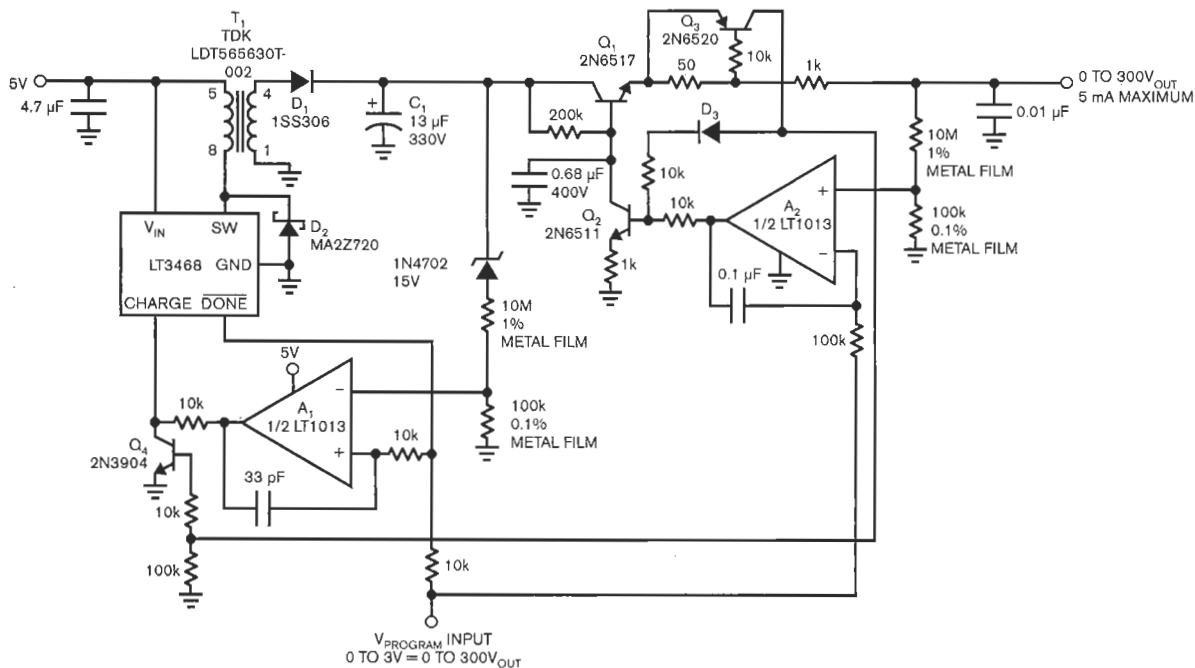 T1
TDK
LDT565630T-
002
5V
4.7 µF
5
4
8
1
D1
1SS306
C1
13 µF
330V
+
Q1
2N6517
Q3
2N6520
10k
50
1k
0 TO 300VOUT
5 mA MAXIMUM
0.01 µF
200k
D3
10M
1%
METAL FILM
0.68 µF
400V
10k
10k
Q2
2N6511
1k
+
A2
1/2 LT1013
−
0.1 µF
100k
0.1%
METAL FILM
100k
VIN
SW
LT3468
GND
CHARGE
DONE
D2
MA2Z720
1N4702
15V
10M
1%
METAL FILM
5V
−
A1
1/2 LT1013
+
10k
100k
0.1%
METAL FILM
10k
Q4
2N3904
33 pF
10k
100k
10k
VPROGRAM INPUT
0 TO 3V = 0 TO 300VOUT